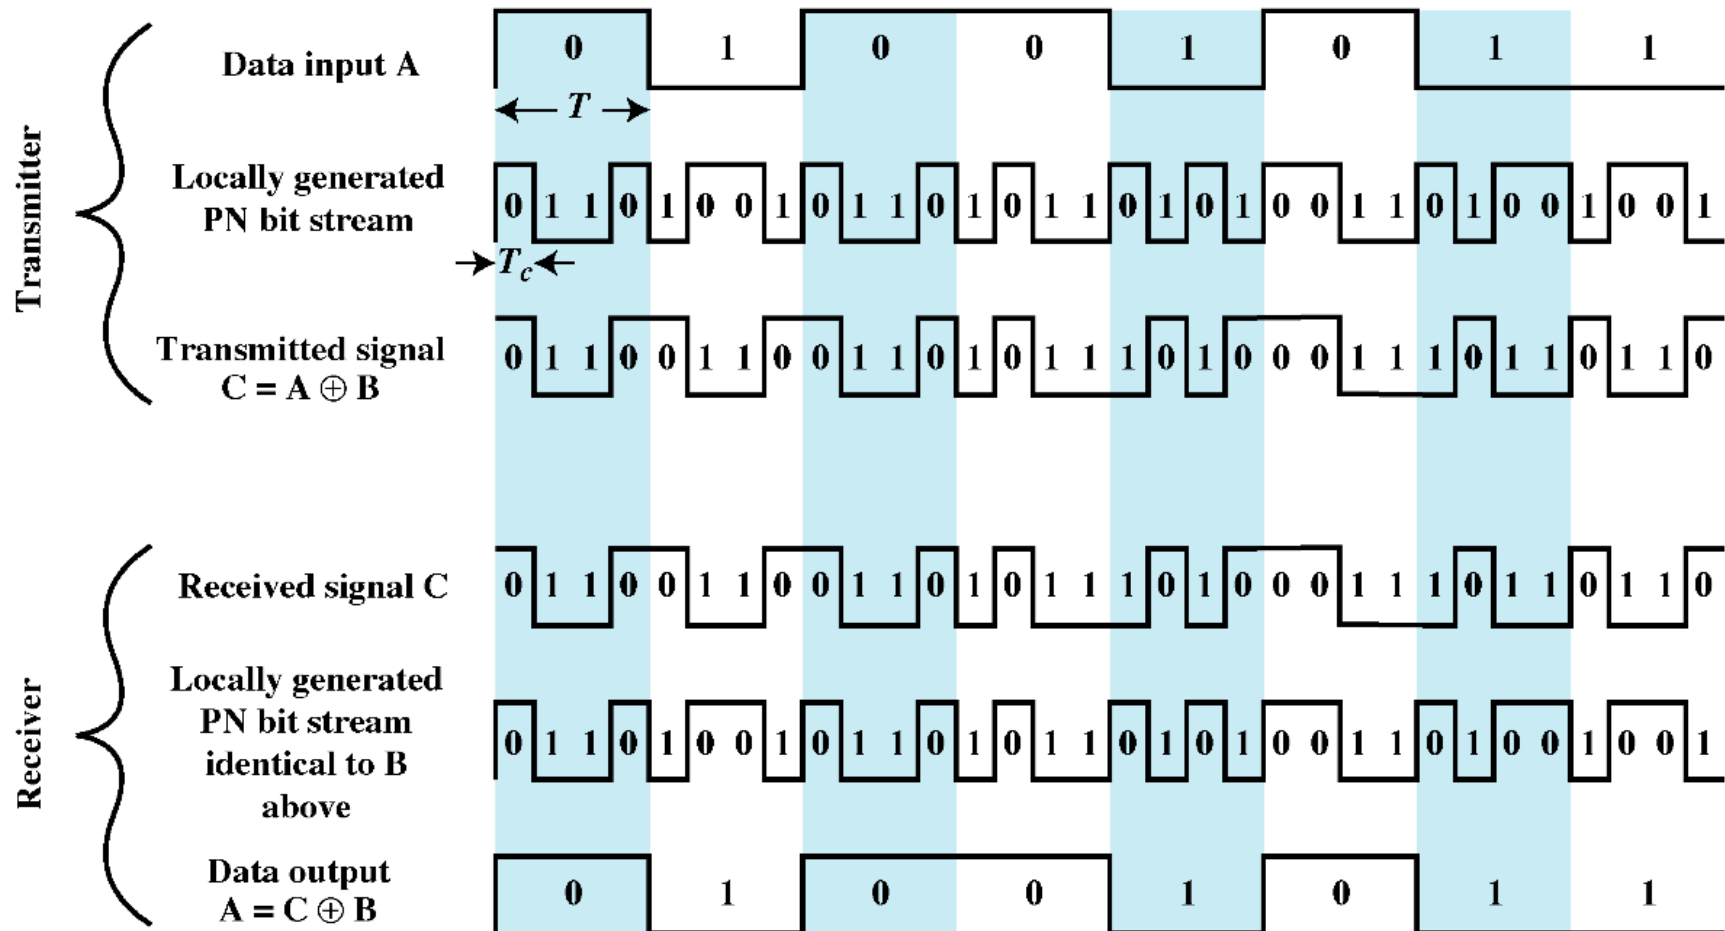 Transmitter
Data input A
0 1 0 0 1 0 1 1
T
Locally generated
PN bit stream
0 1 1 0 1 0 0 1 0 1 1 0 1 0 1 1 0 1 0 1 0 0 1 1 0 1 0 0 1 0 0 1
Tc
Transmitted signal
C = A ⊕ B
0 1 1 0 0 1 1 0 0 1 1 0 1 0 1 1 1 0 1 0 0 0 1 1 1 0 1 1 0 1 1 0
Receiver
Received signal C
0 1 1 0 0 1 1 0 0 1 1 0 1 0 1 1 1 0 1 0 0 0 1 1 1 0 1 1 0 1 1 0
Locally generated
PN bit stream
identical to B
above
0 1 1 0 1 0 0 1 0 1 1 0 1 0 1 1 0 1 0 1 0 0 1 1 0 1 0 0 1 0 0 1
Data output
A = C ⊕ B
0 1 0 0 1 0 1 1